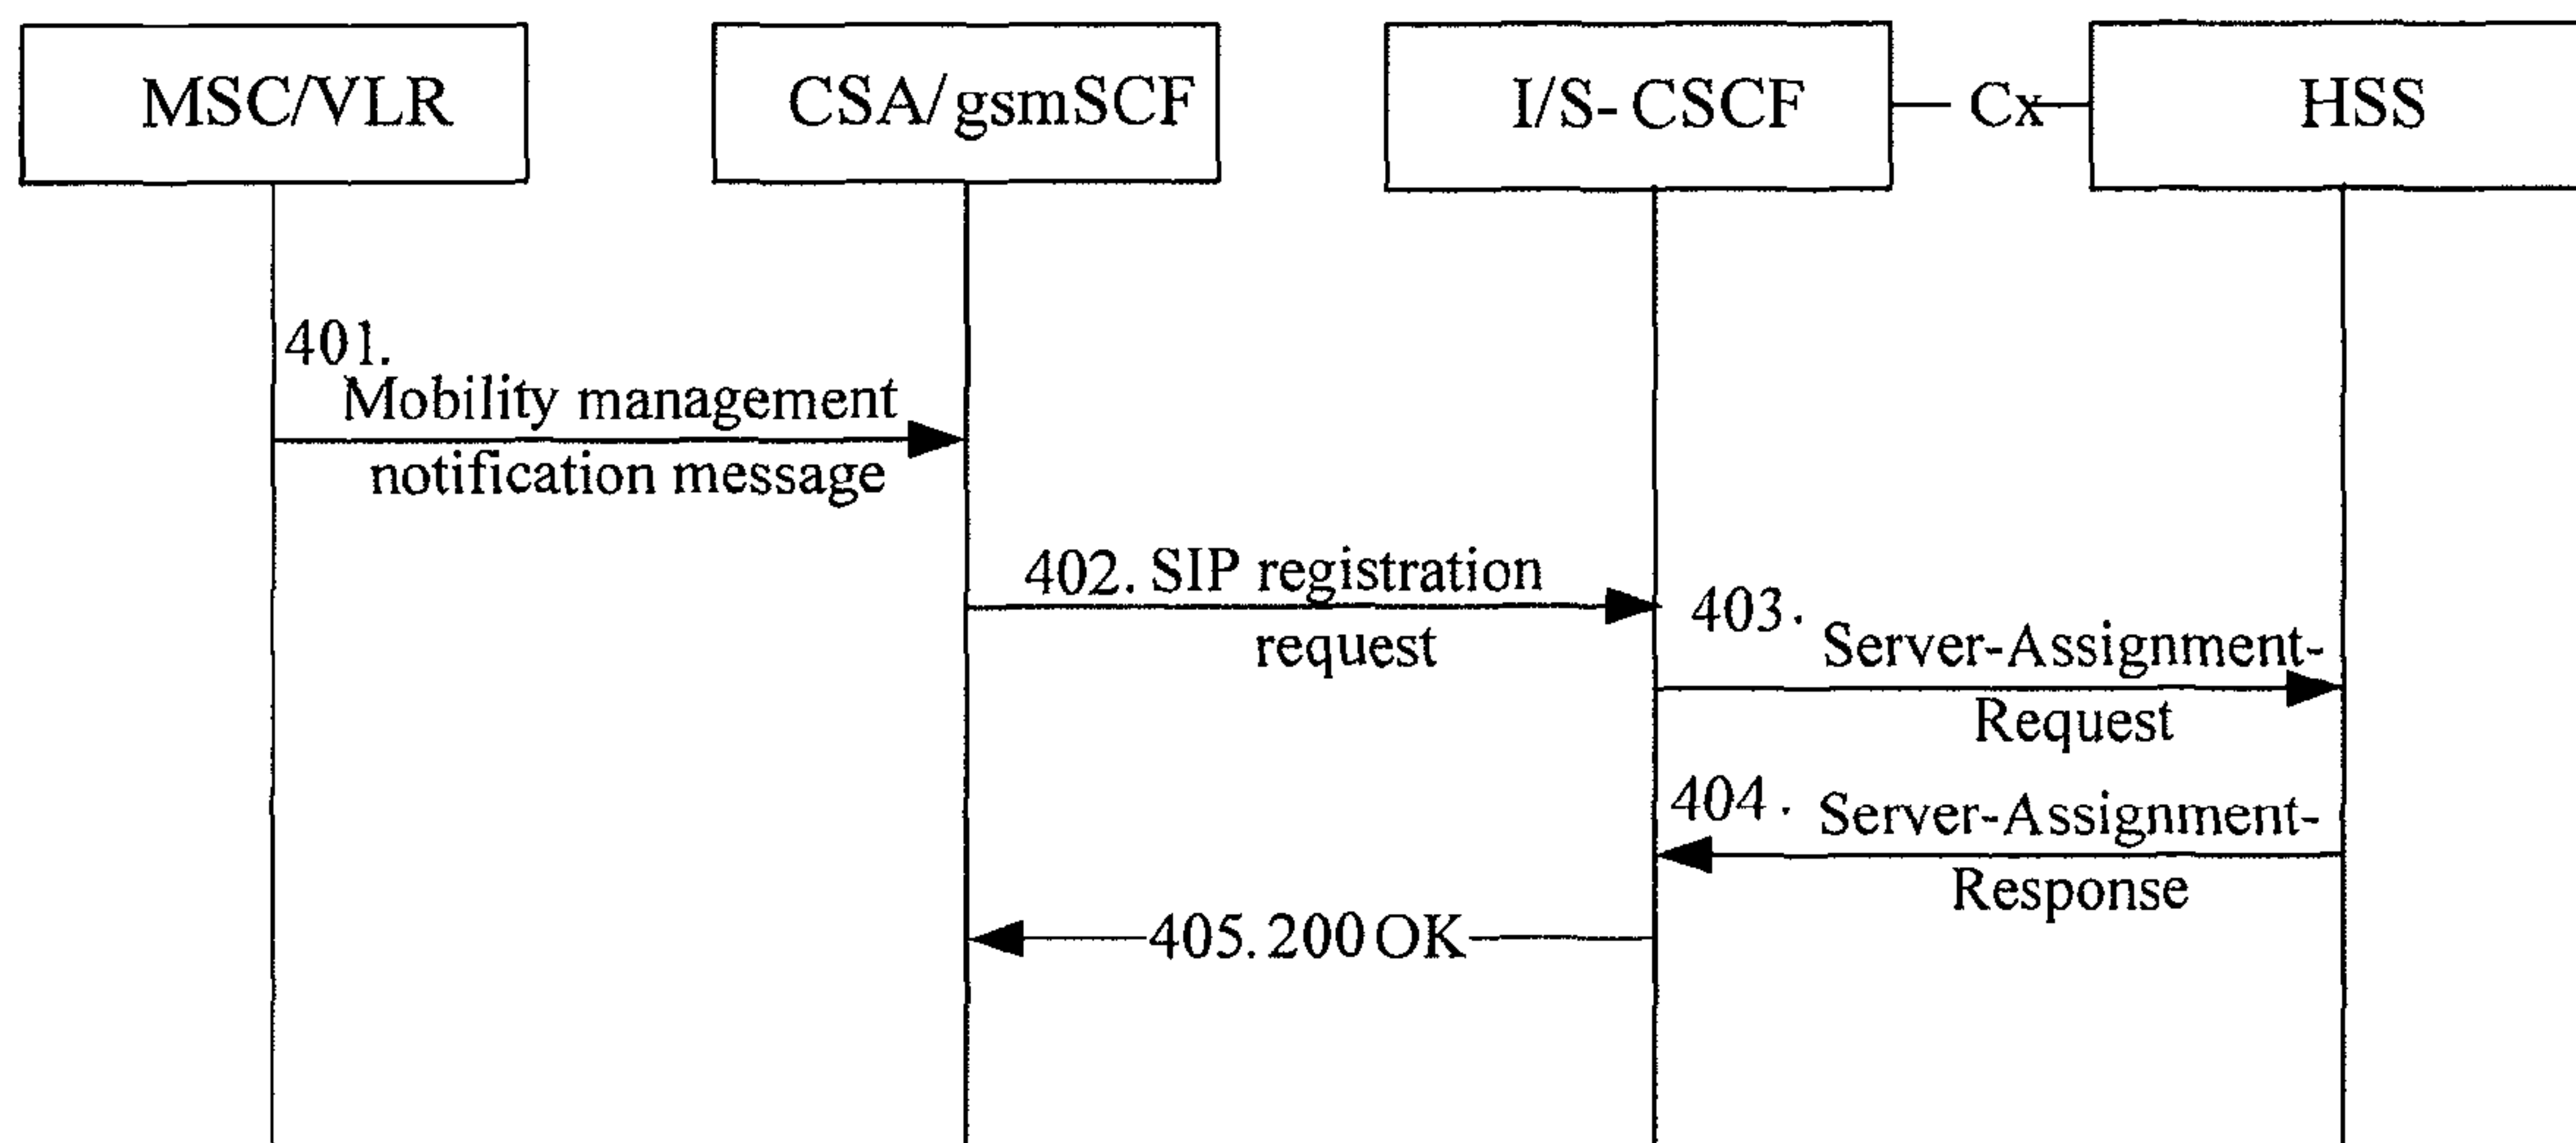 MSC/VLR
CSA/gsmSCF
I/S-CSCF
Cx
HSS
401.
Mobility management
notification message
402. SIP registration
request
403.
Server-Assignment-
Request
404.
Server-Assignment-
Response
405. 200 OK